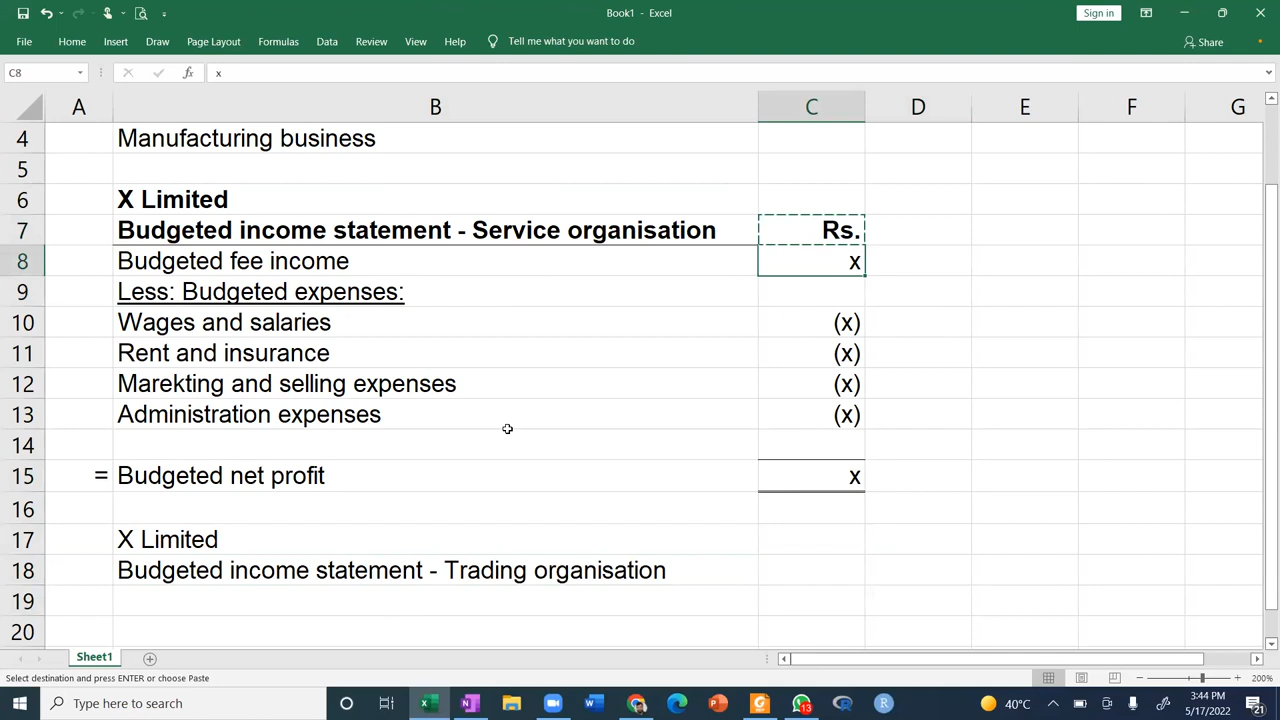 Book1 - Excel
Sign in
File Home Insert Draw Page Layout Formulas Data Review View Help Tell me what you want to do Share
C8 fx x
A B C D E F G
4 Manufacturing business
5
6 X Limited
7 Budgeted income statement - Service organisation Rs.
8 Budgeted fee income x
9 Less: Budgeted expenses:
10 Wages and salaries (x)
11 Rent and insurance (x)
12 Marekting and selling expenses (x)
13 Administration expenses (x)
14
15 = Budgeted net profit x
16
17 X Limited
18 Budgeted income statement - Trading organisation
19
20
Sheet1
Select destination and press ENTER or choose Paste 200%
Type here to search 13 40°C 3:44 PM
5/17/2022 21